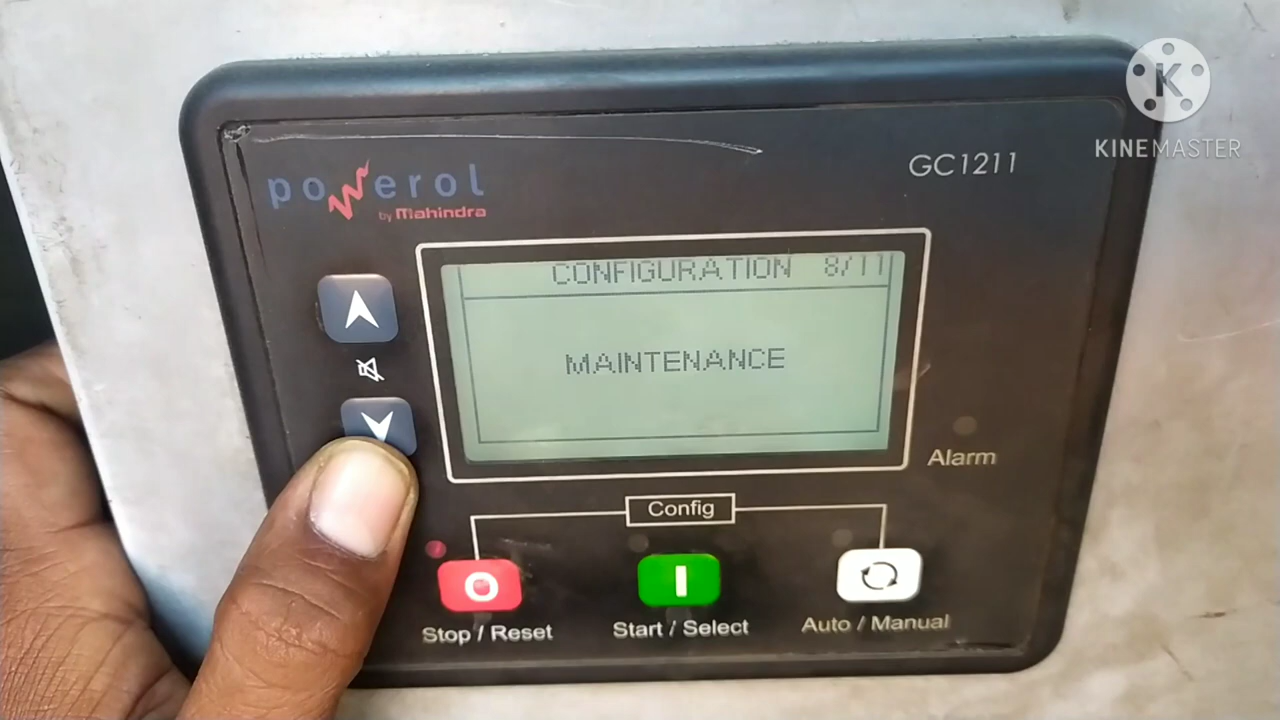 KINEMASTER
powerol
by Mahindra
GC1211
CONFIGURATION 8/11
MAINTENANCE
Alarm
Config
Stop / Reset
Start / Select
Auto / Manual